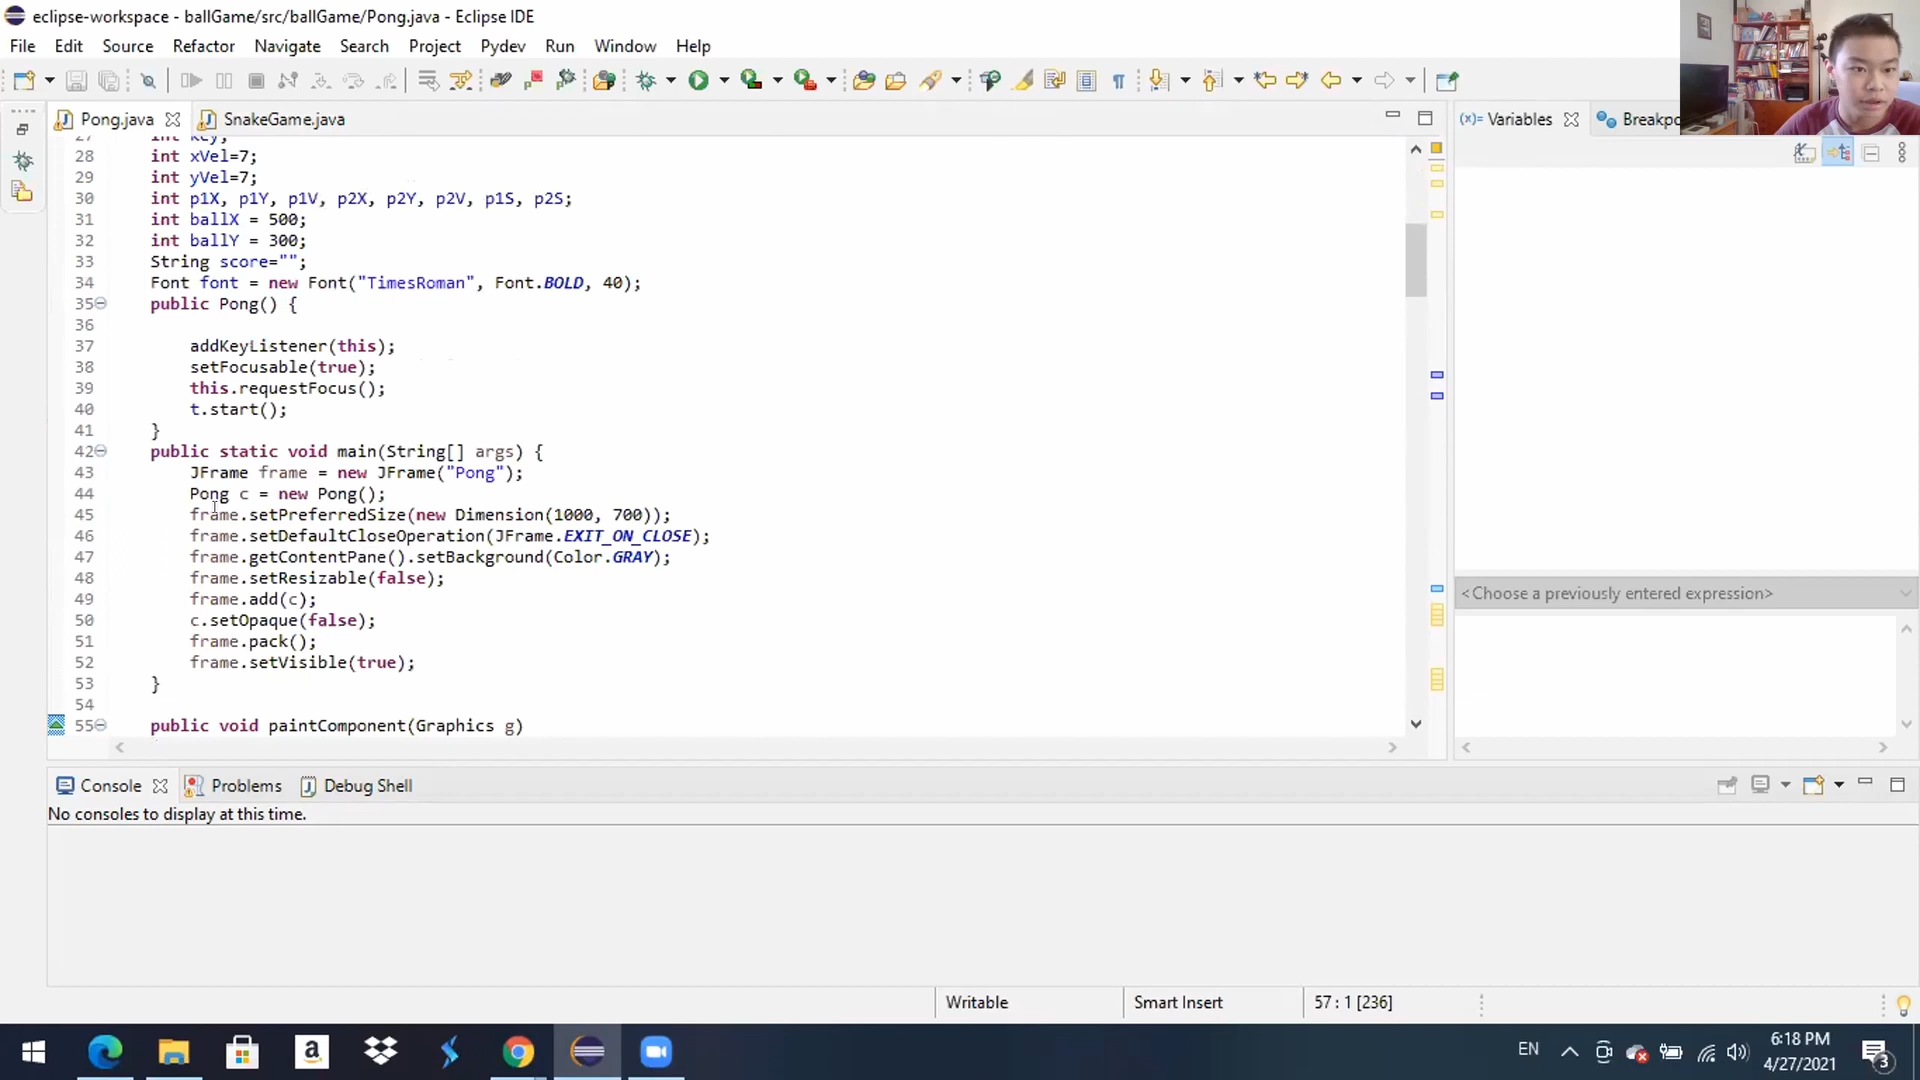 eclipse-workspace - ballGame/src/ballGame/Pong.java - Eclipse IDE
File Edit Source Refactor Navigate Search Project Pydev Run Window Help
Pong.java SnakeGame.java
(x)= Variables
28 int xVel=7;
29 int yVel=7;
30 int p1X, p1Y, p1V, p2X, p2Y, p2V, p1S, p2S;
31 int ballX = 500;
32 int ballY = 300;
33 String score="";
34 Font font = new Font("TimesRoman", Font.BOLD, 40);
35 public Pong() {
36
37 addKeyListener(this);
38 setFocusable(true);
39 this.requestFocus();
40 t.start();
41 }
42 public static void main(String[] args) {
43 JFrame frame = new JFrame("Pong");
44 Pong c = new Pong();
45 frame.setPreferredSize(new Dimension(1000, 700));
46 frame.setDefaultCloseOperation(JFrame.EXIT_ON_CLOSE);
47 frame.getContentPane().setBackground(Color.GRAY);
48 frame.setResizable(false);
49 frame.add(c);
50 c.setOpaque(false);
51 frame.pack();
52 frame.setVisible(true);
53 }
54
55 public void paintComponent(Graphics g)
<Choose a previously entered expression>
Console Problems Debug Shell
No consoles to display at this time.
Writable Smart Insert 57 : 1 [236]
EN
6:18 PM
4/27/2021
3